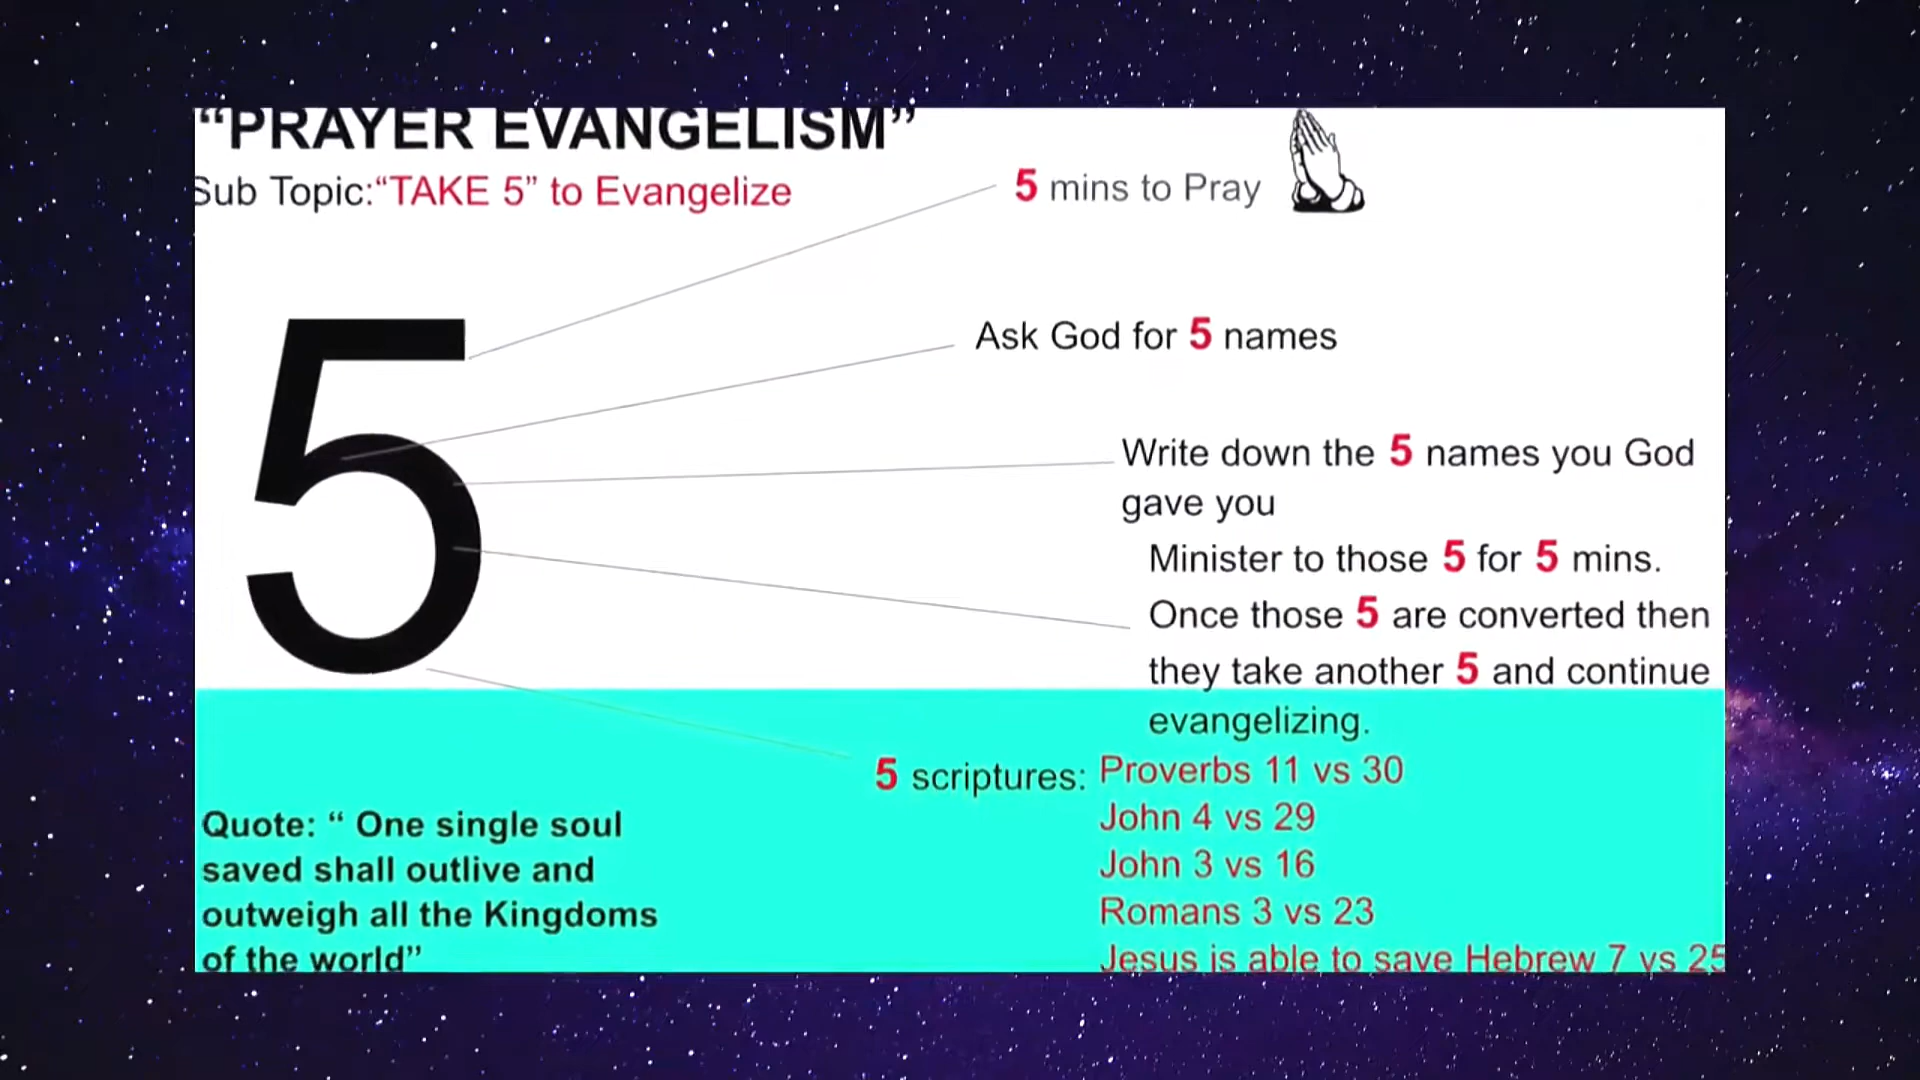 “PRAYER EVANGELISM”
Sub Topic:“TAKE 5” to Evangelize
5 mins to Pray
5
Ask God for 5 names
Write down the 5 names you God
gave you
Minister to those 5 for 5 mins.
Once those 5 are converted then
they take another 5 and continue
evangelizing.
5 scriptures: Proverbs 11 vs 30
John 4 vs 29
John 3 vs 16
Romans 3 vs 23
Jesus is able to save Hebrew 7 vs 25
Quote: “ One single soul
saved shall outlive and
outweigh all the Kingdoms
of the world”